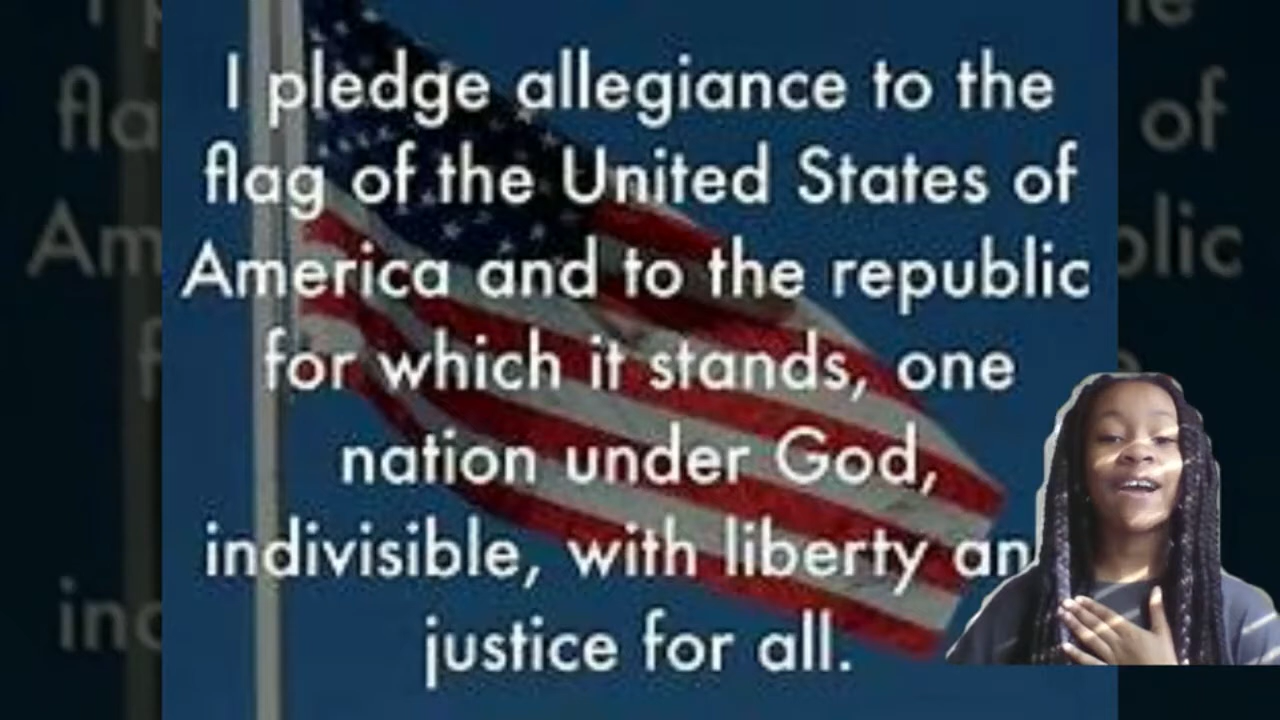 I pledge allegiance to the
flag of the United States of
America and to the republic
for which it stands, one
nation under God,
indivisible, with liberty an
justice for all.